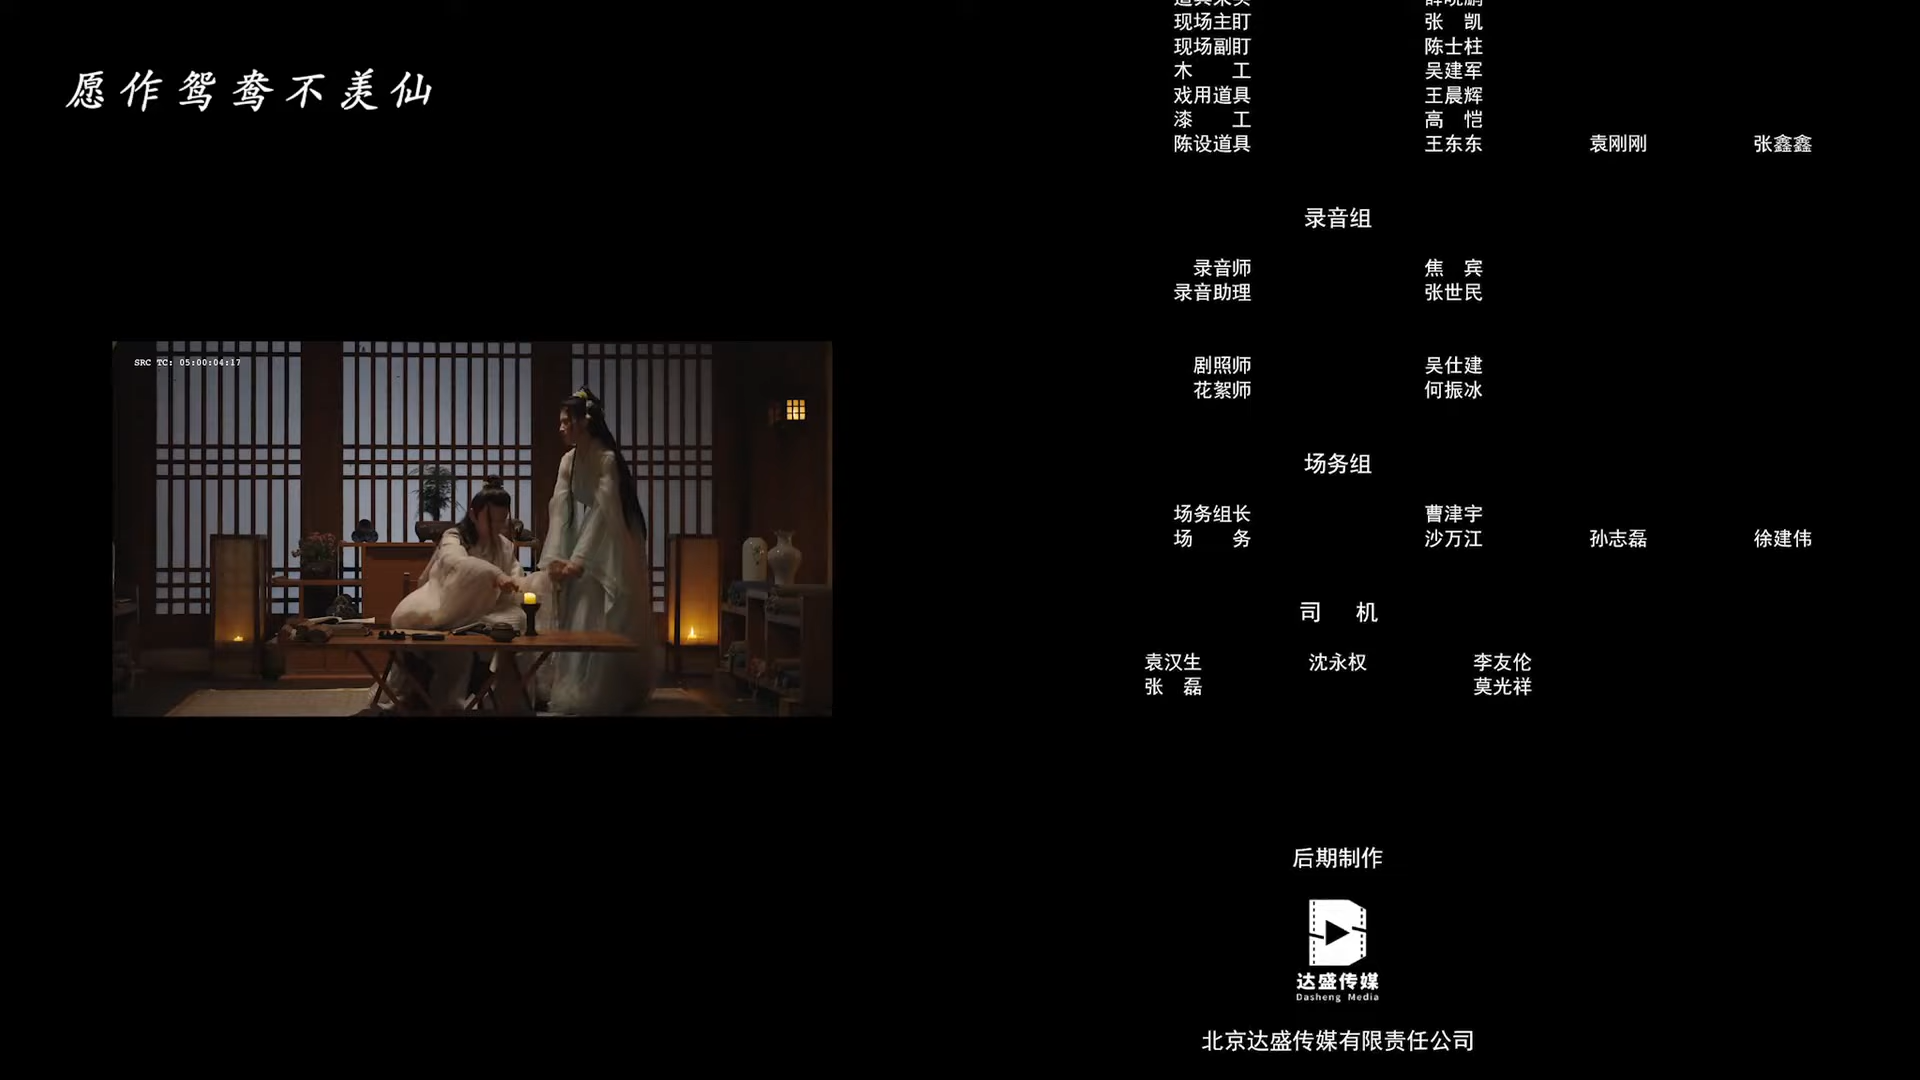 愿作鸳鸯不羡仙
SRC TC: 05:00:04:17
现场主盯 张 凯
现场副盯 陈士柱
木 工 吴建军
戏用道具 王晨辉
漆 工 高 恺
陈设道具 王东东 袁刚刚 张鑫鑫
录音组
录音师 焦 宾
录音助理 张世民
剧照师 吴仕建
花絮师 何振冰
场务组
场务组长 曹津宇
场 务 沙万江 孙志磊 徐建伟
司 机
袁汉生 沈永权 李友伦
张 磊 莫光祥
后期制作
达盛传媒
Dasheng Media
北京达盛传媒有限责任公司